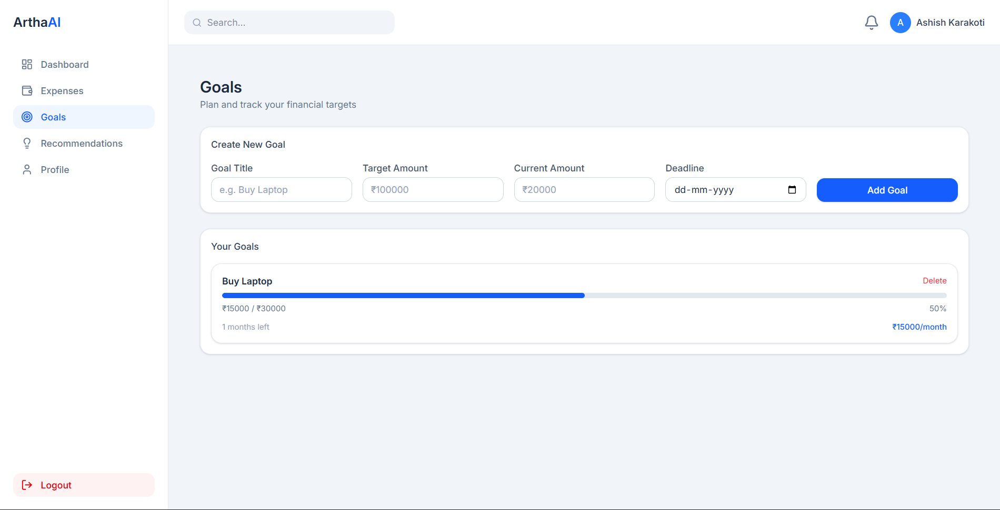 ArthaAI
Search...
A
Ashish Karakoti
Dashboard
Expenses
Goals
Recommendations
Profile
Logout
Goals
Plan and track your financial targets
Create New Goal
Goal Title
Target Amount
Current Amount
Deadline
e.g. Buy Laptop
₹100000
₹20000
dd-mm-yyyy
Add Goal
Your Goals
Buy Laptop
Delete
₹15000 / ₹30000
50%
1 months left
₹15000/month